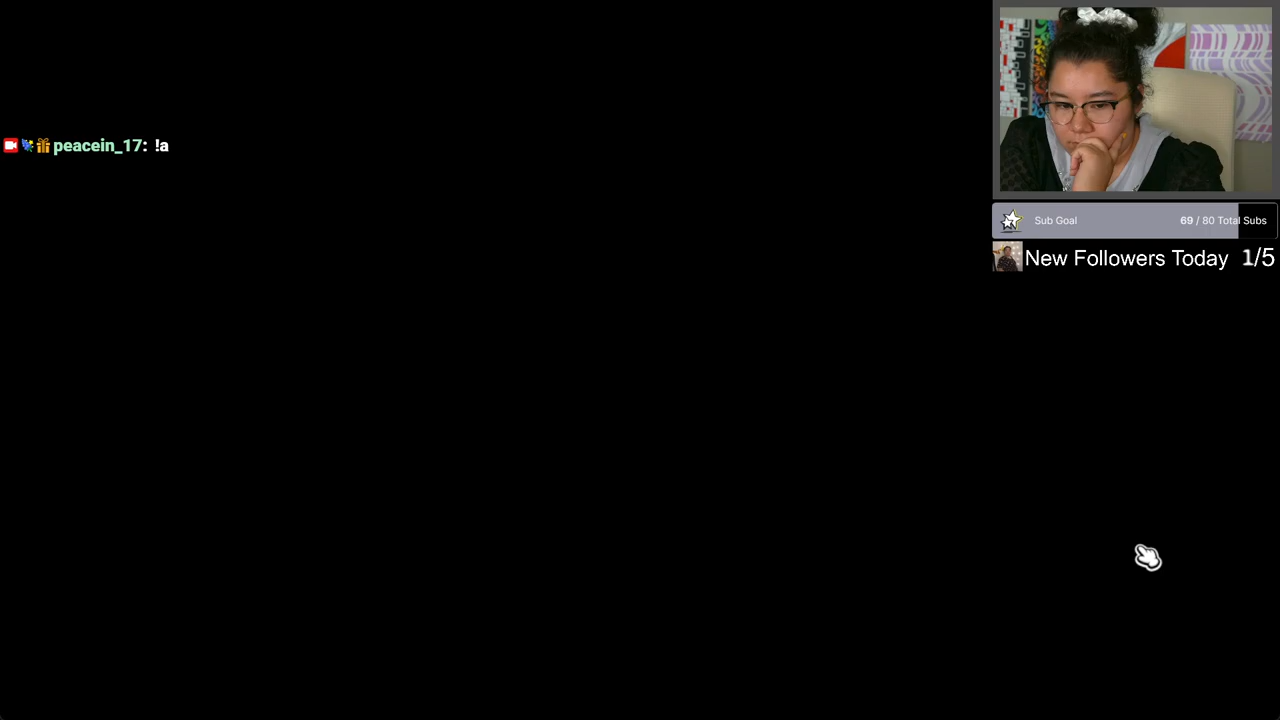 peacein_17: !a
Sub Goal 69 / 80 Total Subs
New Followers Today 1/5